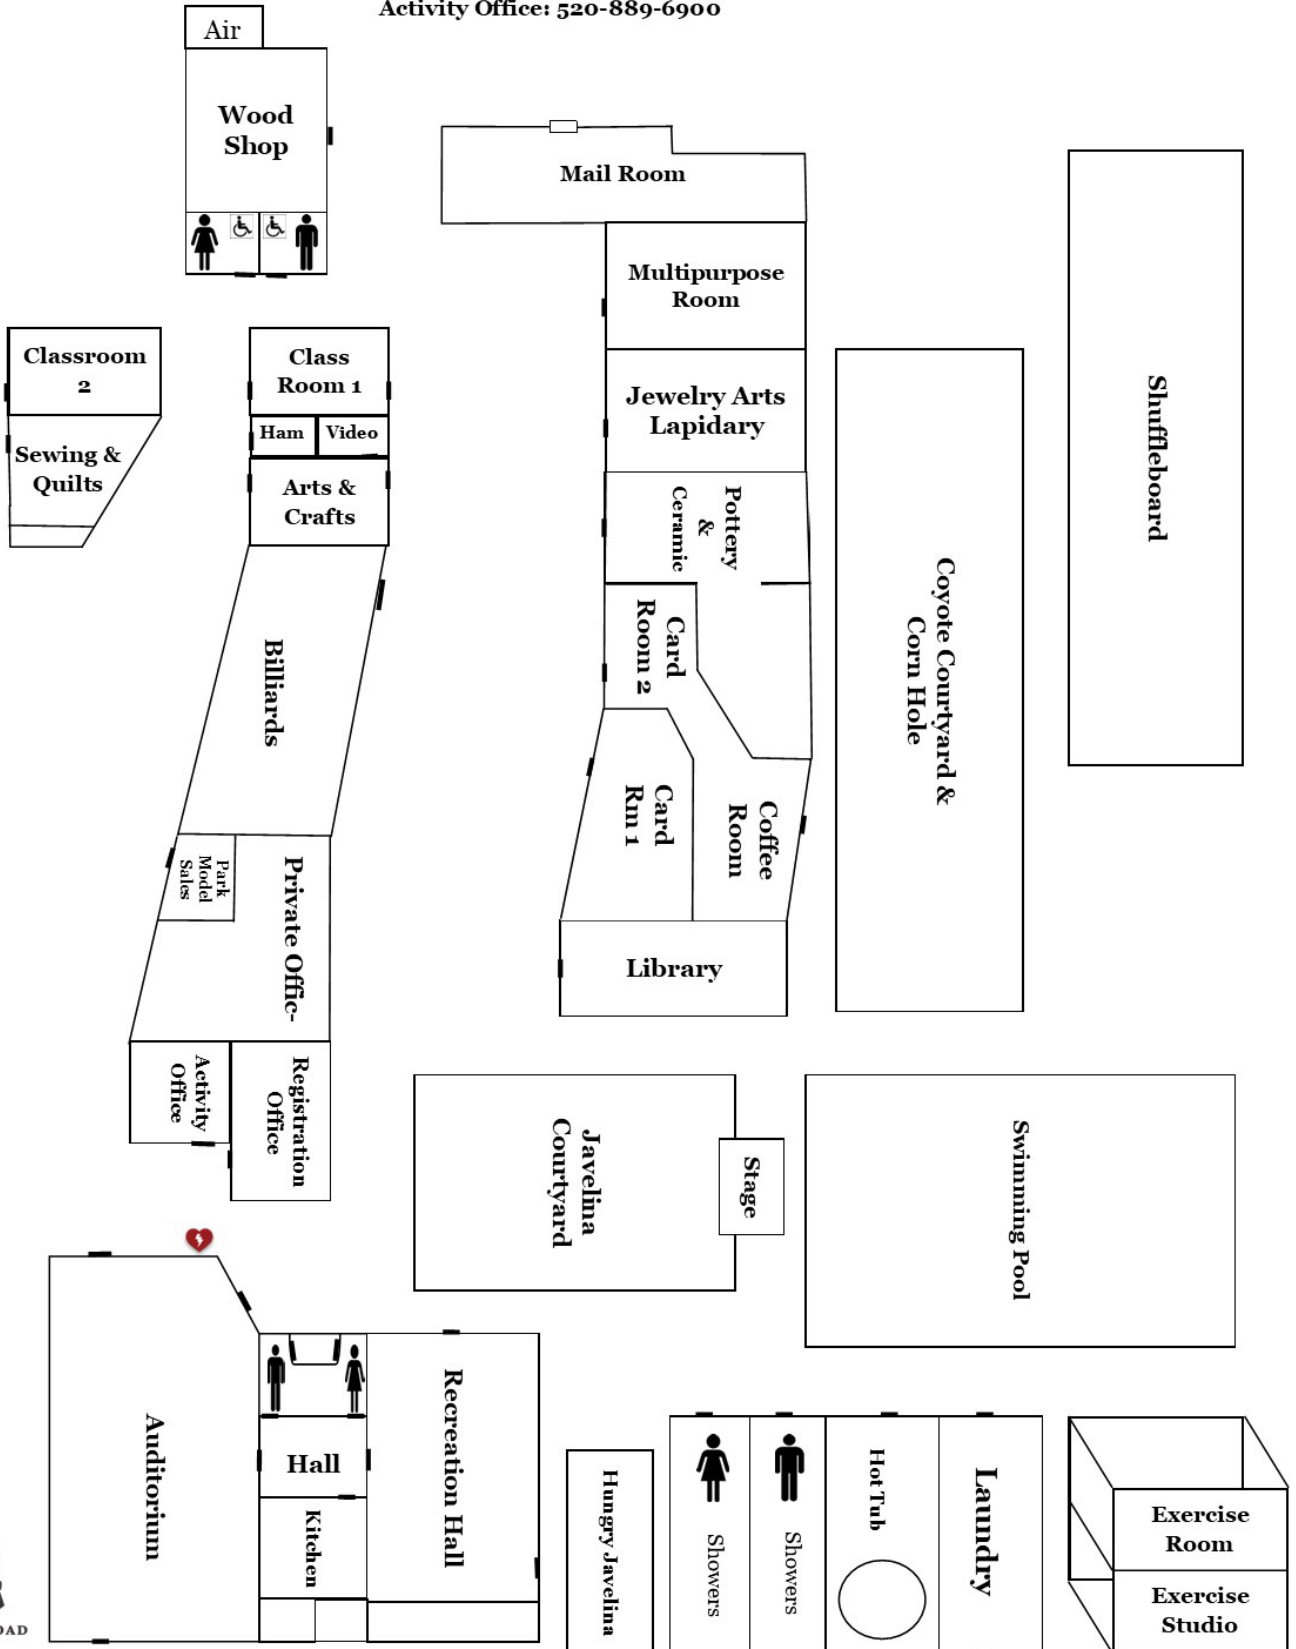 Activity Office: 520-889-6900
Air
Wood
Shop
Mail Room
Multipurpose
Room
Classroom
2
Class
Room 1
Jewelry Arts
Lapidary
Shuffleboard
Ham
Video
Sewing &
Quilts
Arts &
Crafts
Pottery
&
Ceramic
Coyote Courtyard &
Corn Hole
Card
Room 2
Billiards
Card
Rm 1
Coffee
Room
Park
Model
Sales
Private Offic-
Library
Activity
Office
Registration
Office
Javelina
Courtyard
Stage
Swimming Pool
Auditorium
Recreation Hall
Hall
Kitchen
Hungry Javelina
Showers
Showers
Hot Tub
Laundry
Exercise
Room
Exercise
Studio